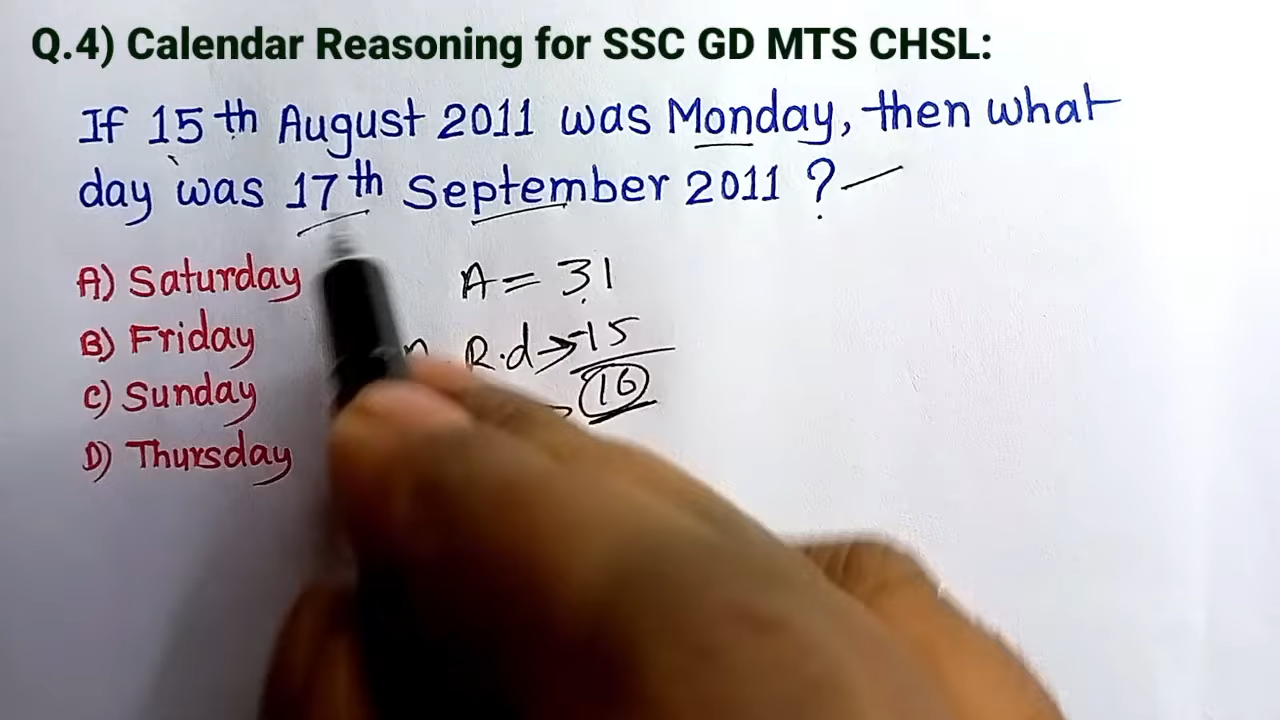 Q.4) Calendar Reasoning for SSC GD MTS CHSL:
If 15th August 2011 was Monday, then what
day was 17th September 2011 ?
A) Saturday
A = 31
B) Friday
R.d → -15
C) Sunday
16
D) Thursday